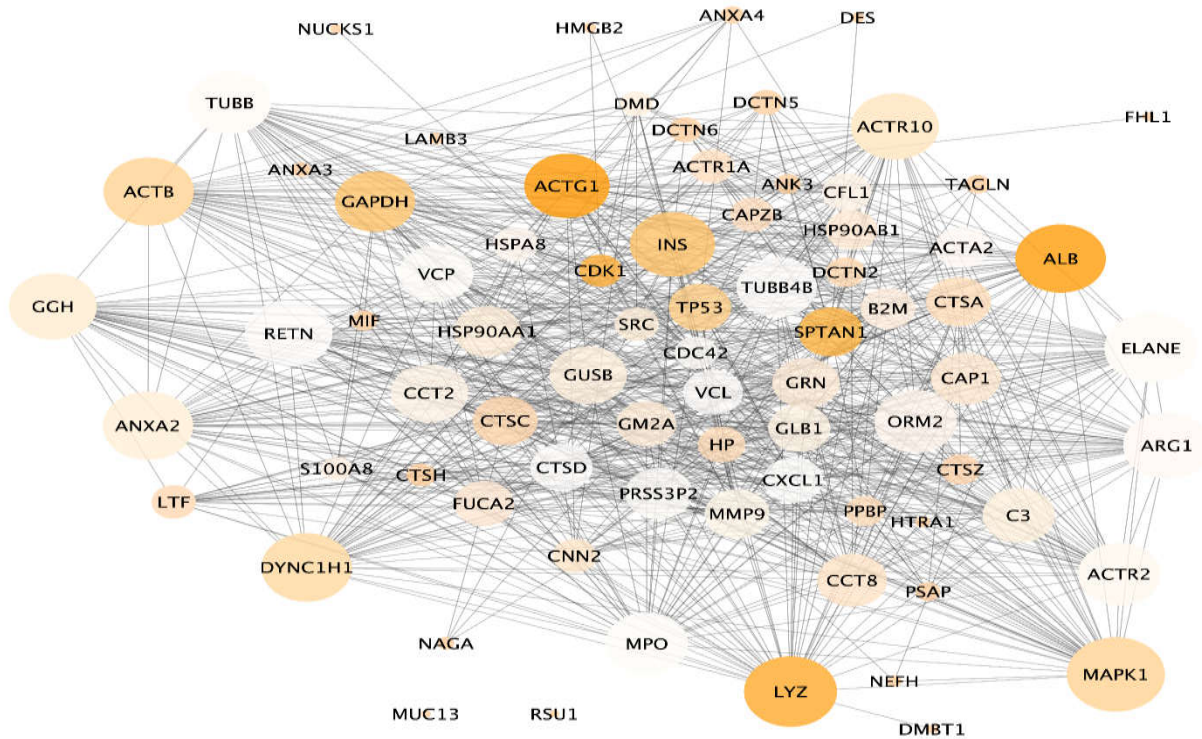 NUCKS1
HMGB2
ANXA4
DES
TUBB
DMD
DCTN5
ACTR10
FHL1
DCTN6
LAMB3
ANXA3
ACTR1A
ACTB
GAPDH
ACTG1
ANK3
CFL1
TAGLN
CAPZB
HSP90AB1
HSPA8
INS
ACTA2
VCP
CDK1
DCTN2
ALB
TUBB4B
GGH
TP53
B2M
CTSA
RETN
MIF
HSP90AA1
SRC
SPTAN1
CDC42
ELANE
GUSB
GRN
CAP1
CCT2
VCL
ANXA2
CTSC
GM2A
GLB1
ORM2
HP
ARG1
S100A8
CTSH
CTSD
CXCL1
CTSZ
LTF
FUCA2
PRSS3P2
MMP9
PPBP
HTRA1
C3
CNN2
DYNC1H1
CCT8
PSAP
ACTR2
NAGA
MPO
MAPK1
NEFH
LYZ
MUC13
RSU1
DMBT1